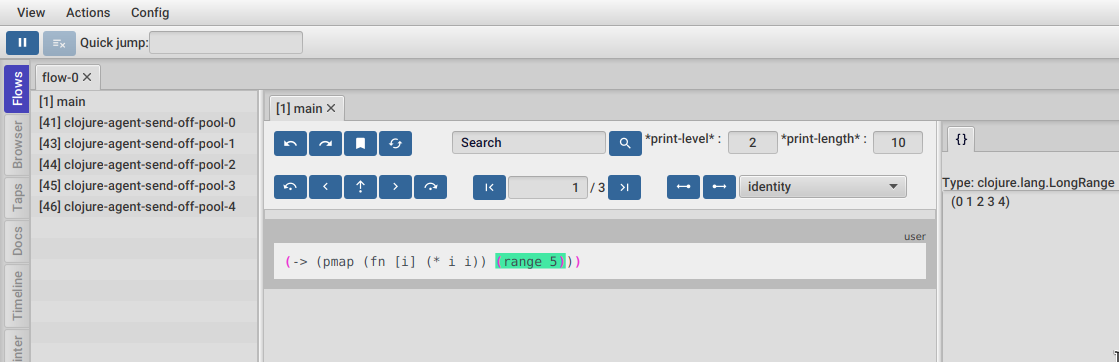 View Actions Config
Quick jump:
Flows
Browser
Taps
Docs
Timeline
inter
flow-0
[1] main
[41] clojure-agent-send-off-pool-0
[43] clojure-agent-send-off-pool-1
[44] clojure-agent-send-off-pool-2
[45] clojure-agent-send-off-pool-3
[46] clojure-agent-send-off-pool-4
[1] main
Search *print-level* : 2 *print-length* : 10
1 / 3 identity
user
(-> (pmap (fn [i] (* i i)) (range 5)))
{}
Type: clojure.lang.LongRange
(0 1 2 3 4)